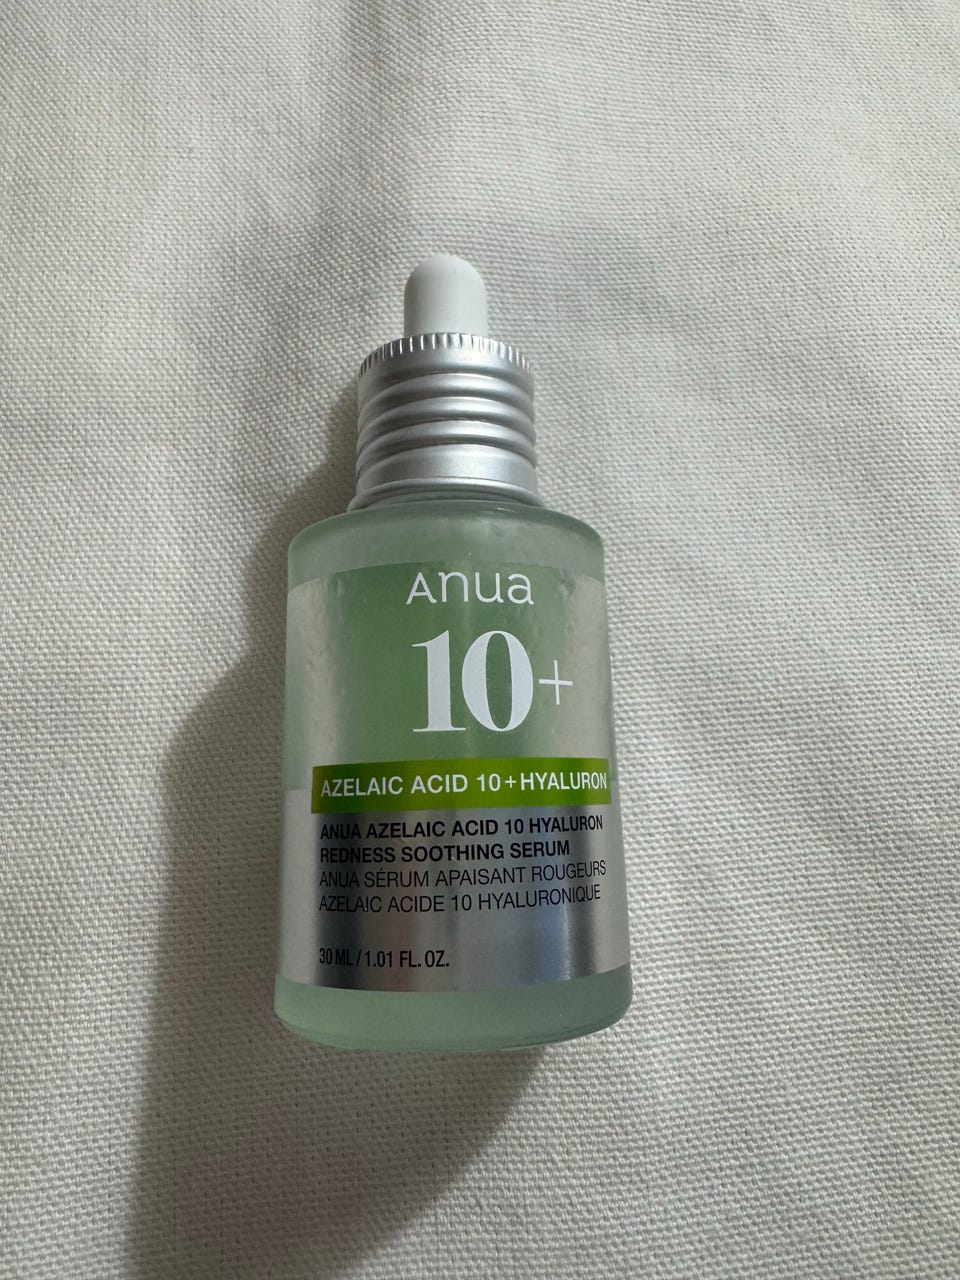 Anua
10+
AZELAIC ACID 10+HYALURON
ANUA AZELAIC ACID 10 HYALURON
REDNESS SOOTHING SERUM
ANUA SÉRUM APAISANT ROUGEURS
AZELAIC ACIDE 10 HYALURONIQUE
30 ML / 1.01 FL. OZ.